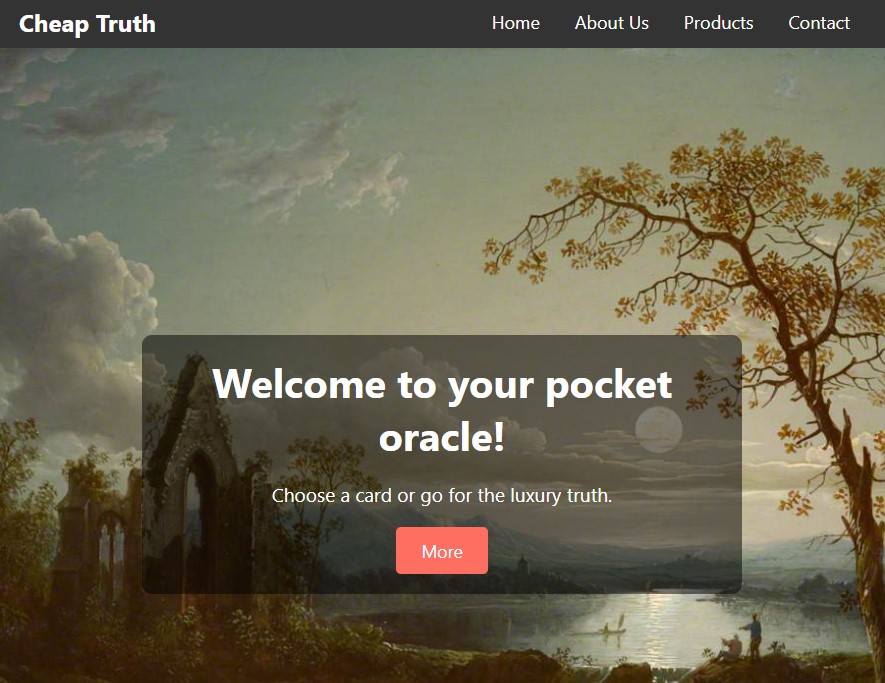 Cheap Truth
Home About Us Products Contact
Welcome to your pocket
oracle!
Choose a card or go for the luxury truth.
More